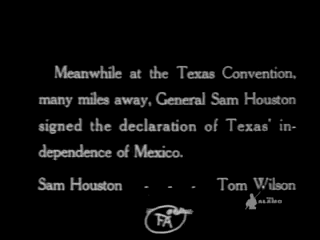 Meanwhile at the Texas Convention,
many miles away, General Sam Houston
signed the declaration of Texas' in-
dependence of Mexico.
Sam Houston - - - Tom Wilson
ALAMO
FA